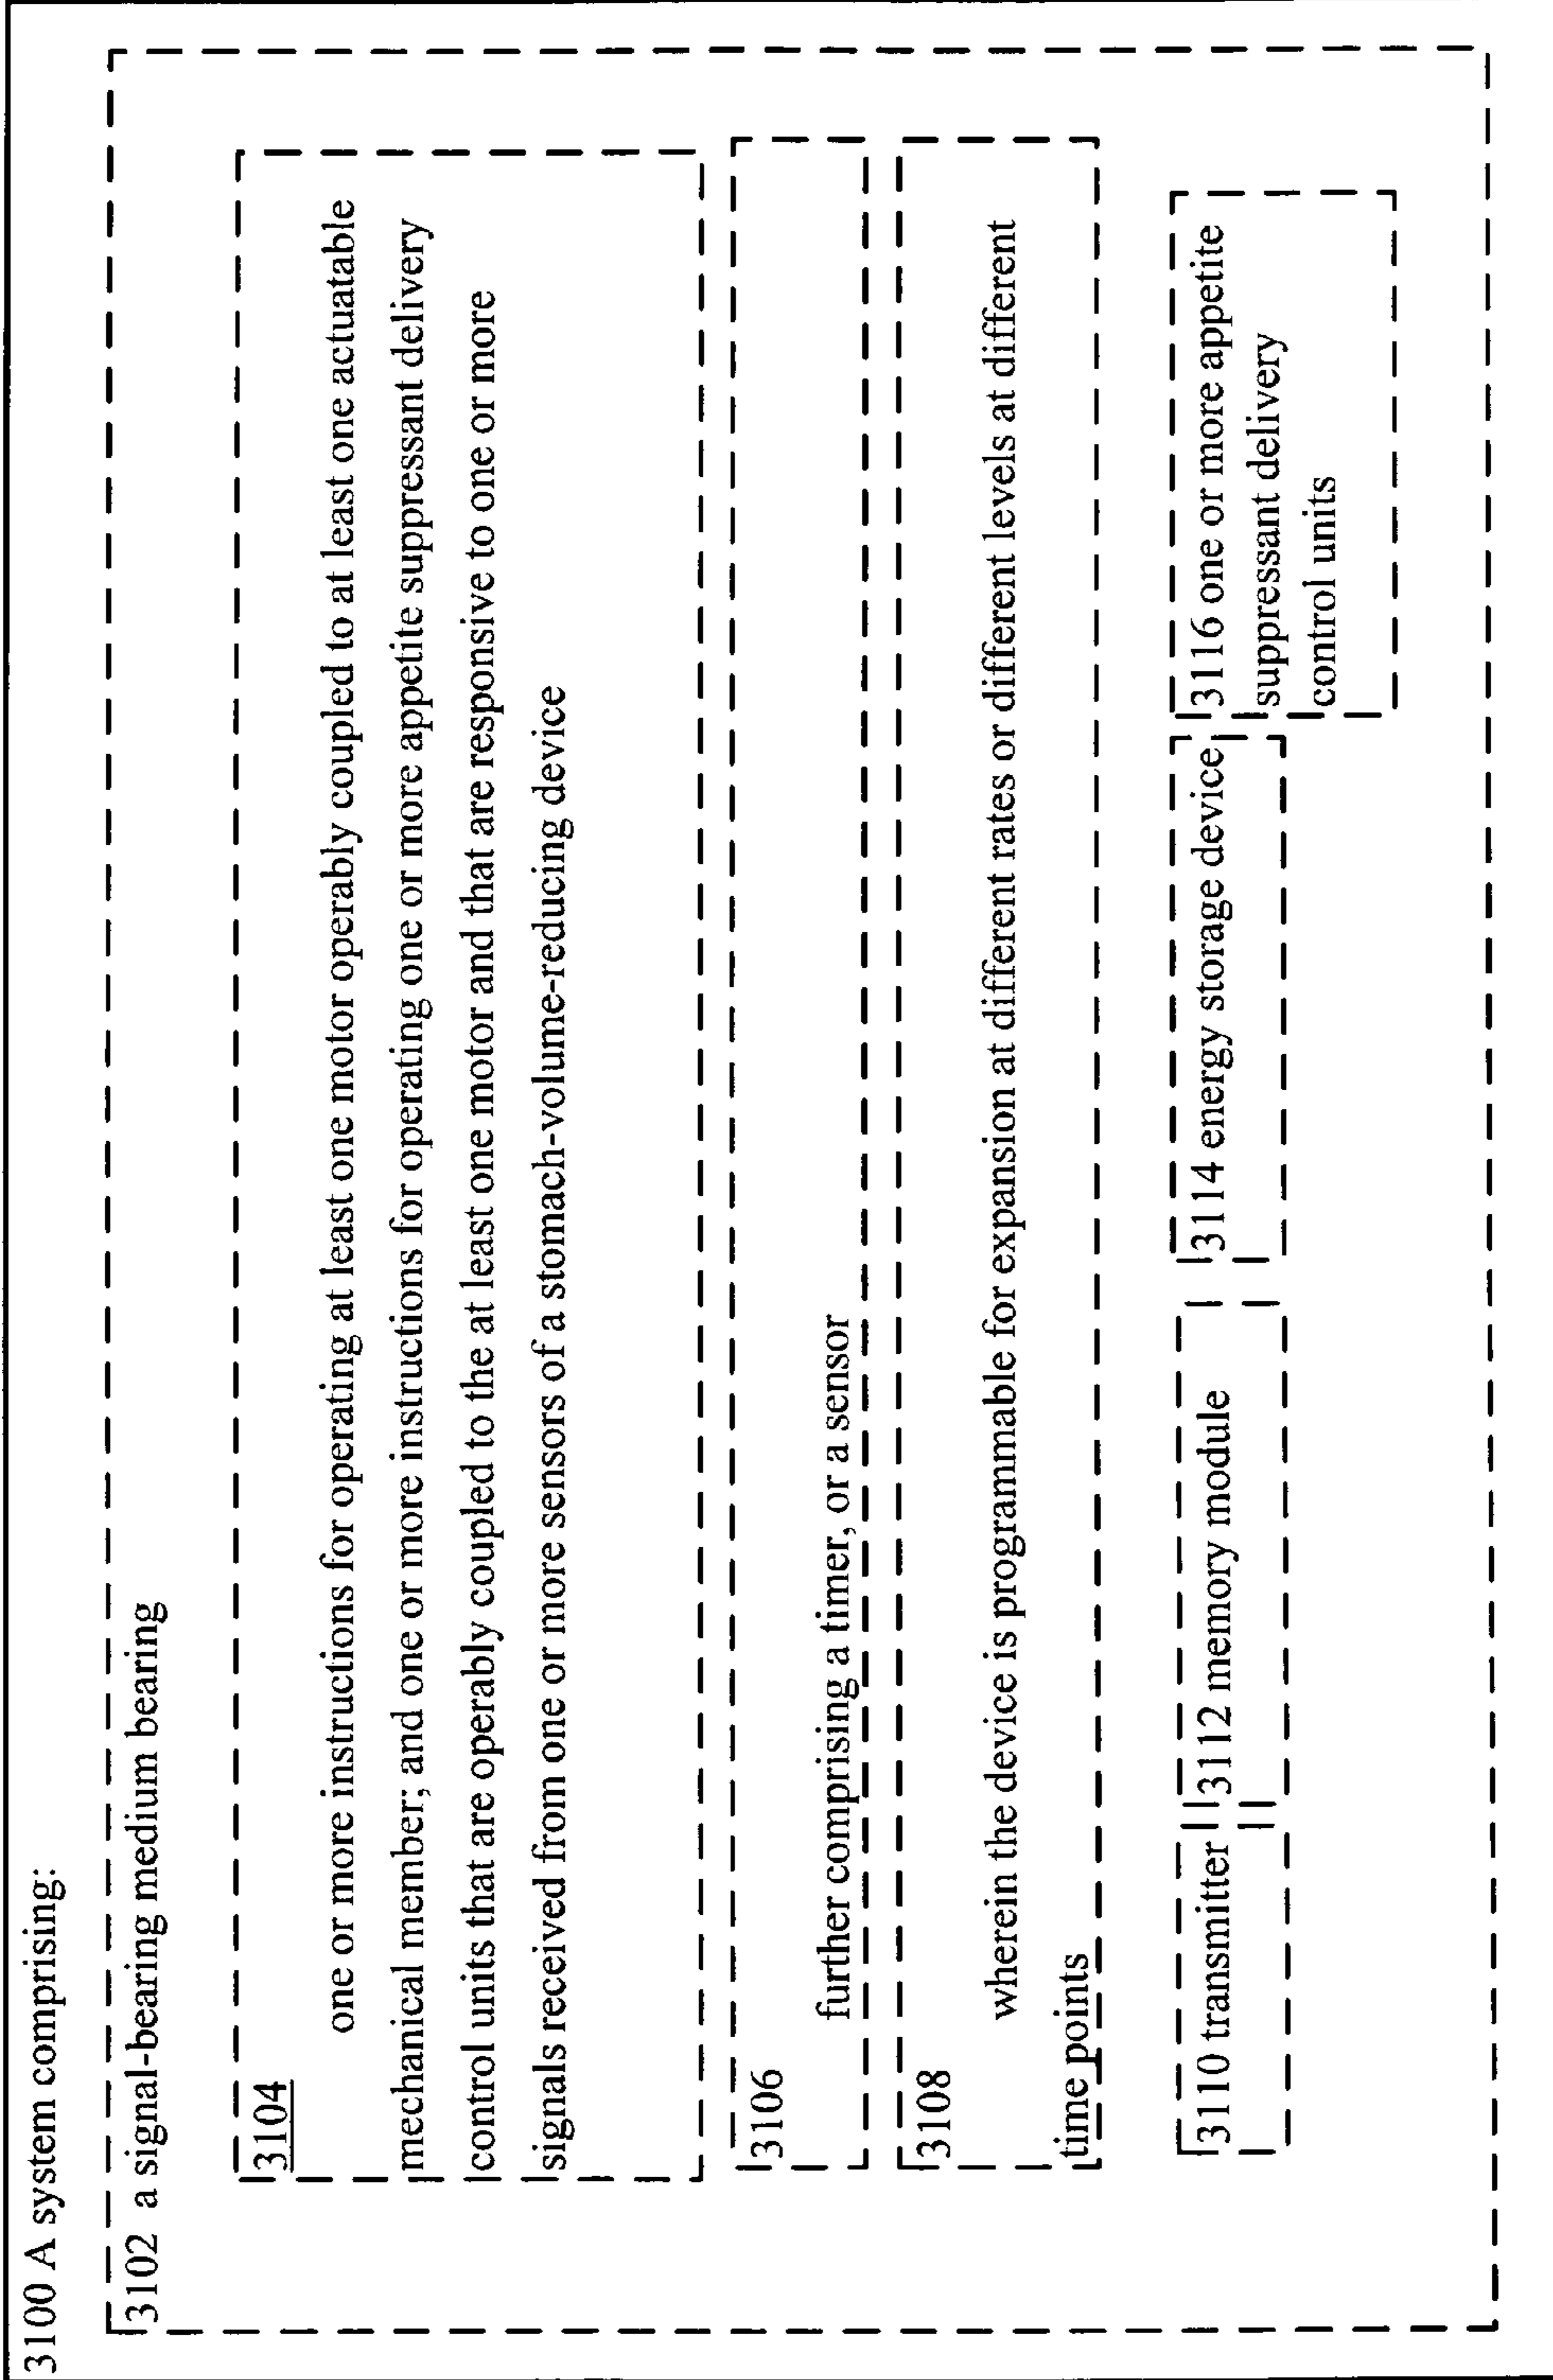 3100 A system comprising:
3102 a signal-bearing medium bearing
3104
one or more instructions for operating at least one motor operably coupled to at least one actuatable
mechanical member; and one or more instructions for operating one or more appetite suppressant delivery
control units that are operably coupled to the at least one motor and that are responsive to one or more
signals received from one or more sensors of a stomach-volume-reducing device
3106
further comprising a timer, or a sensor
3108
wherein the device is programmable for expansion at different rates or different levels at different
time points
3110 transmitter
3112 memory module
3114 energy storage device
3116 one or more appetite
suppressant delivery
control units